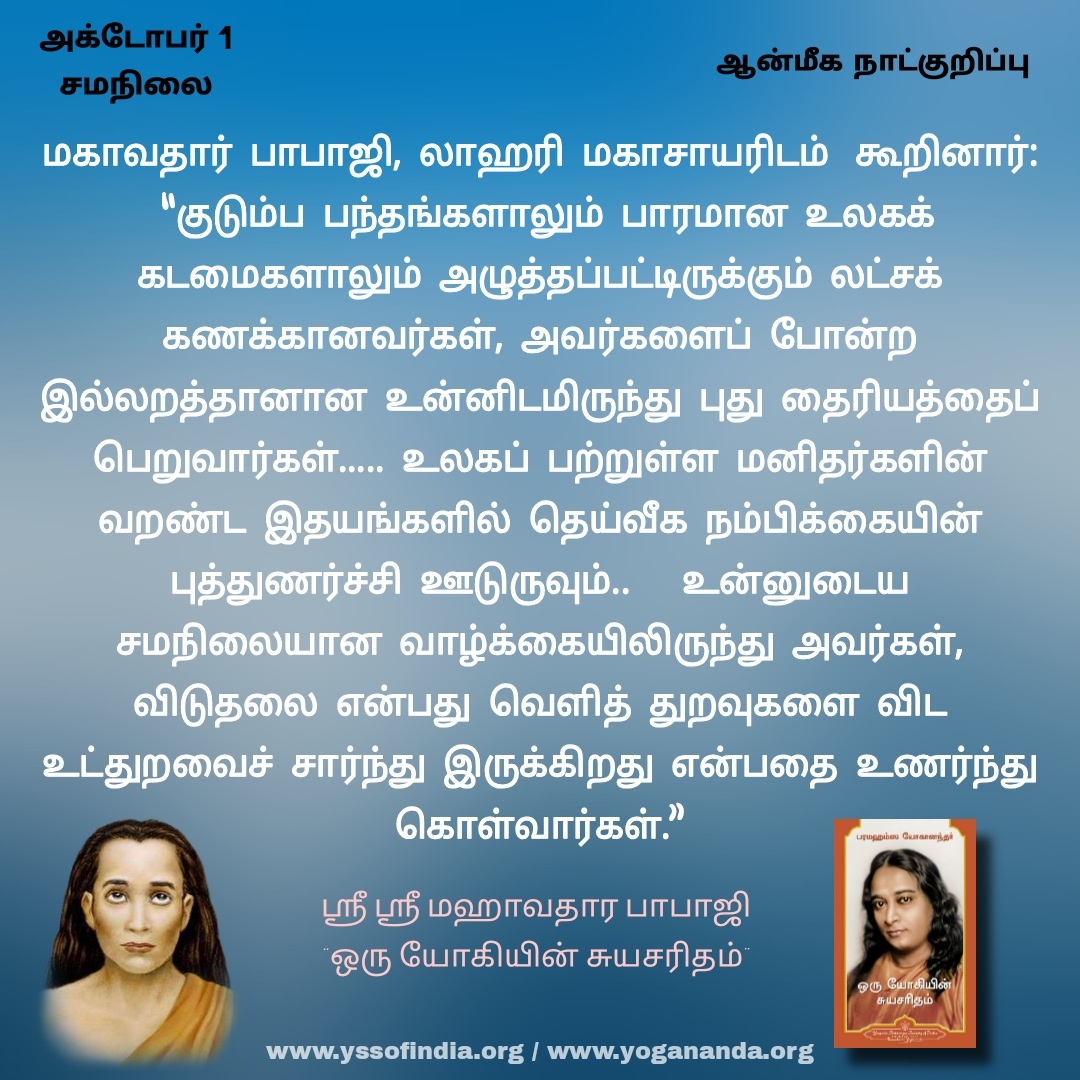 அக்டோபர் 1
சமநிலை
ஆன்மீக நாட்குறிப்பு
மகாவதார் பாபாஜி, லாஹரி மகாசாயரிடம் கூறினார்:
“குடும்ப பந்தங்களாலும் பாரமான உலகக்
கடமைகளாலும் அழுத்தப்பட்டிருக்கும் லட்சக்
கணக்கானவர்கள், அவர்களைப் போன்ற
இல்லறத்தானான உன்னிடமிருந்து புது தைரியத்தைப்
பெறுவார்கள்..... உலகப் பற்றுள்ள மனிதர்களின்
வறண்ட இதயங்களில் தெய்வீக நம்பிக்கையின்
புத்துணர்ச்சி ஊடுருவும்.. உன்னுடைய
சமநிலையான வாழ்க்கையிலிருந்து அவர்கள்,
விடுதலை என்பது வெளித் துறவுகளை விட
உட்துறவைச் சார்ந்து இருக்கிறது என்பதை உணர்ந்து
கொள்வார்கள்.”
ஸ்ரீ ஸ்ரீ மஹாவதார பாபாஜி
¨ஒரு யோகியின் சுயசரிதம்¨
பரமஹம்ஸ யோகானந்தர்
ஒரு யோகியின்
சுயசரிதம்
www.yssofindia.org / www.yogananda.org